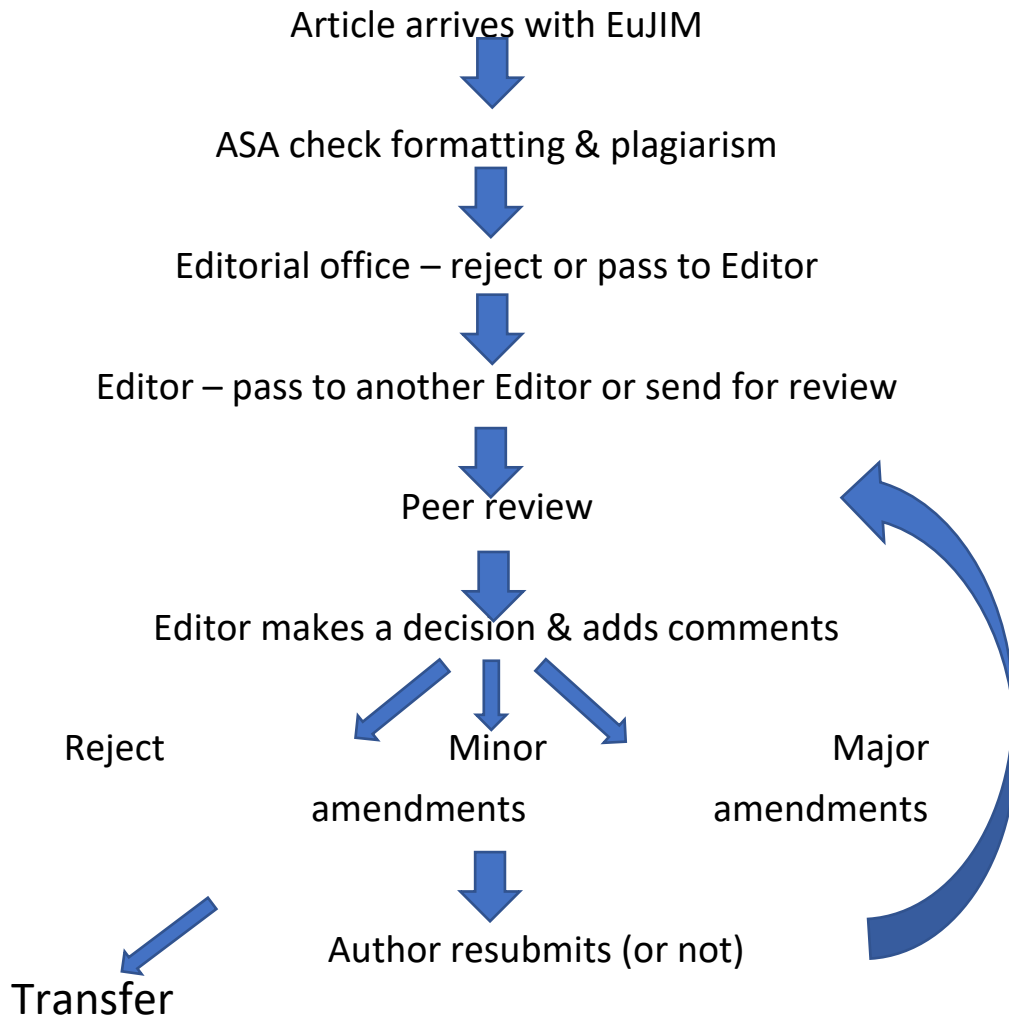 Article arrives with EuJIM
ASA check formatting & plagiarism
Editorial office – reject or pass to Editor
Editor – pass to another Editor or send for review
Peer review
Editor makes a decision & adds comments
Reject Minor Major
amendments amendments
Author resubmits (or not)
Transfer